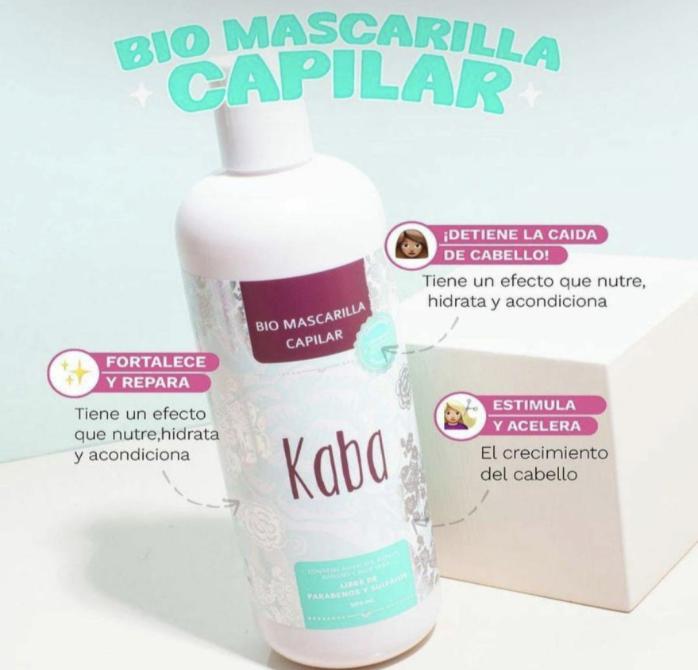 BIO MASCARILLA
CAPILAR
¡DETIENE LA CAIDA
DE CABELLO!
Tiene un efecto que nutre,
hidrata y acondiciona
BIO MASCARILLA
CAPILAR
FORTALECE
Y REPARA
Tiene un efecto
que nutre,hidrata
y acondiciona
ESTIMULA
Y ACELERA
El crecimiento
del cabello
Kaba
LIBRE DE
PARABENOS Y SULFATOS